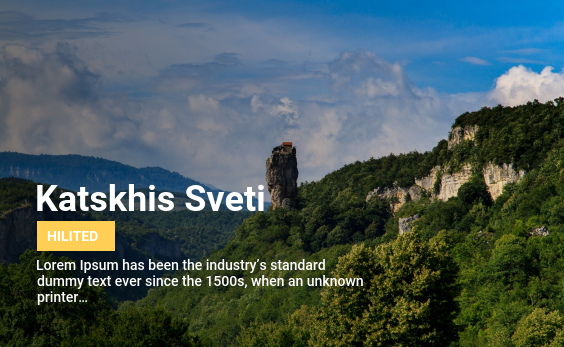 Katskhis Sveti
HILITED
Lorem Ipsum has been the industry’s standard
dummy text ever since the 1500s, when an unknown
printer…